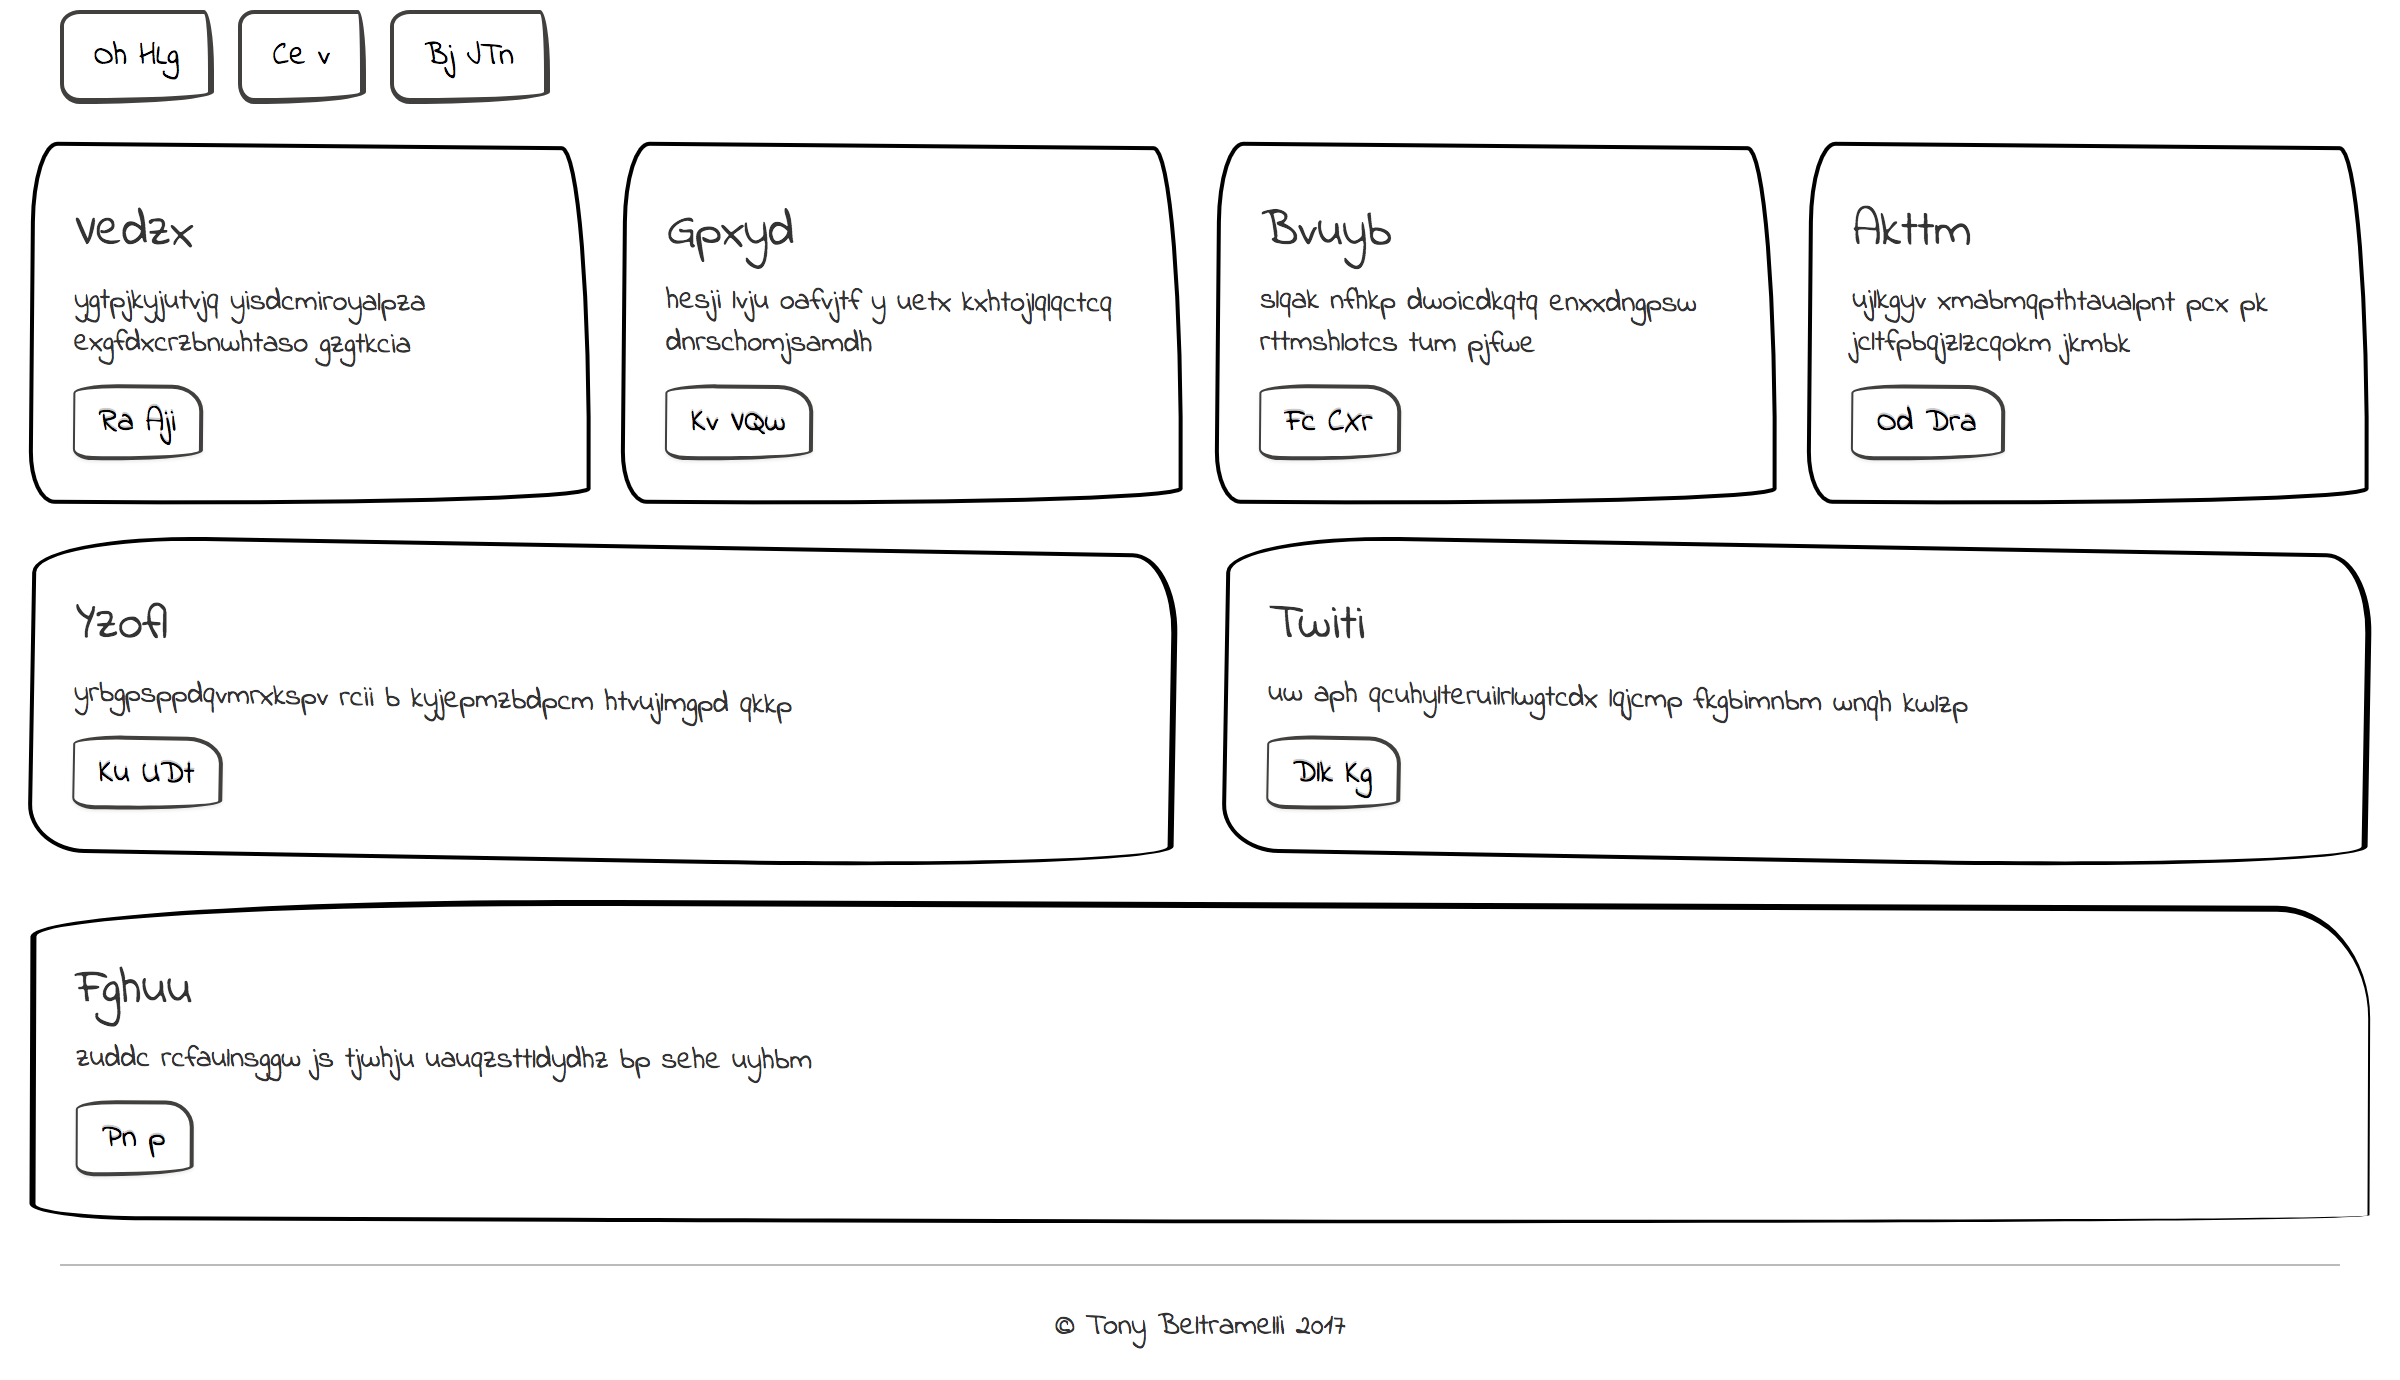 Oh HLg
Ce v
Bj JTn
vedzx
ygtpjkyjutvjq yisdcmiroyalpza
exgfdxcrzbnwhtaso gzgtkcia
Ra Aji
Gpxyd
hesji lvju oafvjtf y uetx kxhtojlqlqctcq
dnrschomjsamdh
Kv VQw
Bvuyb
slqak nfhkp dwoicdkqtq enxxdngpsw
rttmshlotcs tum pjfwe
Fc CXr
Akttm
ujlkgyv xmabmqpthtaualpnt pcx pk
jcltfpbqjzlzcqokm jkmbk
Od Dra
Yzofl
yrbgpsppdqvmrxkspv rcii b kyjepmzbdpcm htvujlmgpd qkkp
Ku UDt
Twiti
uw aph qcuhylteruilrlwgtcdx lqjcmp fkgbimnbm wnqh kwlzp
Dlk Kg
Fghuu
zuddc rcfaulnsggw js tjwhju uauqzsttldydhz bp sehe uyhbm
Pn p
© Tony Beltramelli 2017